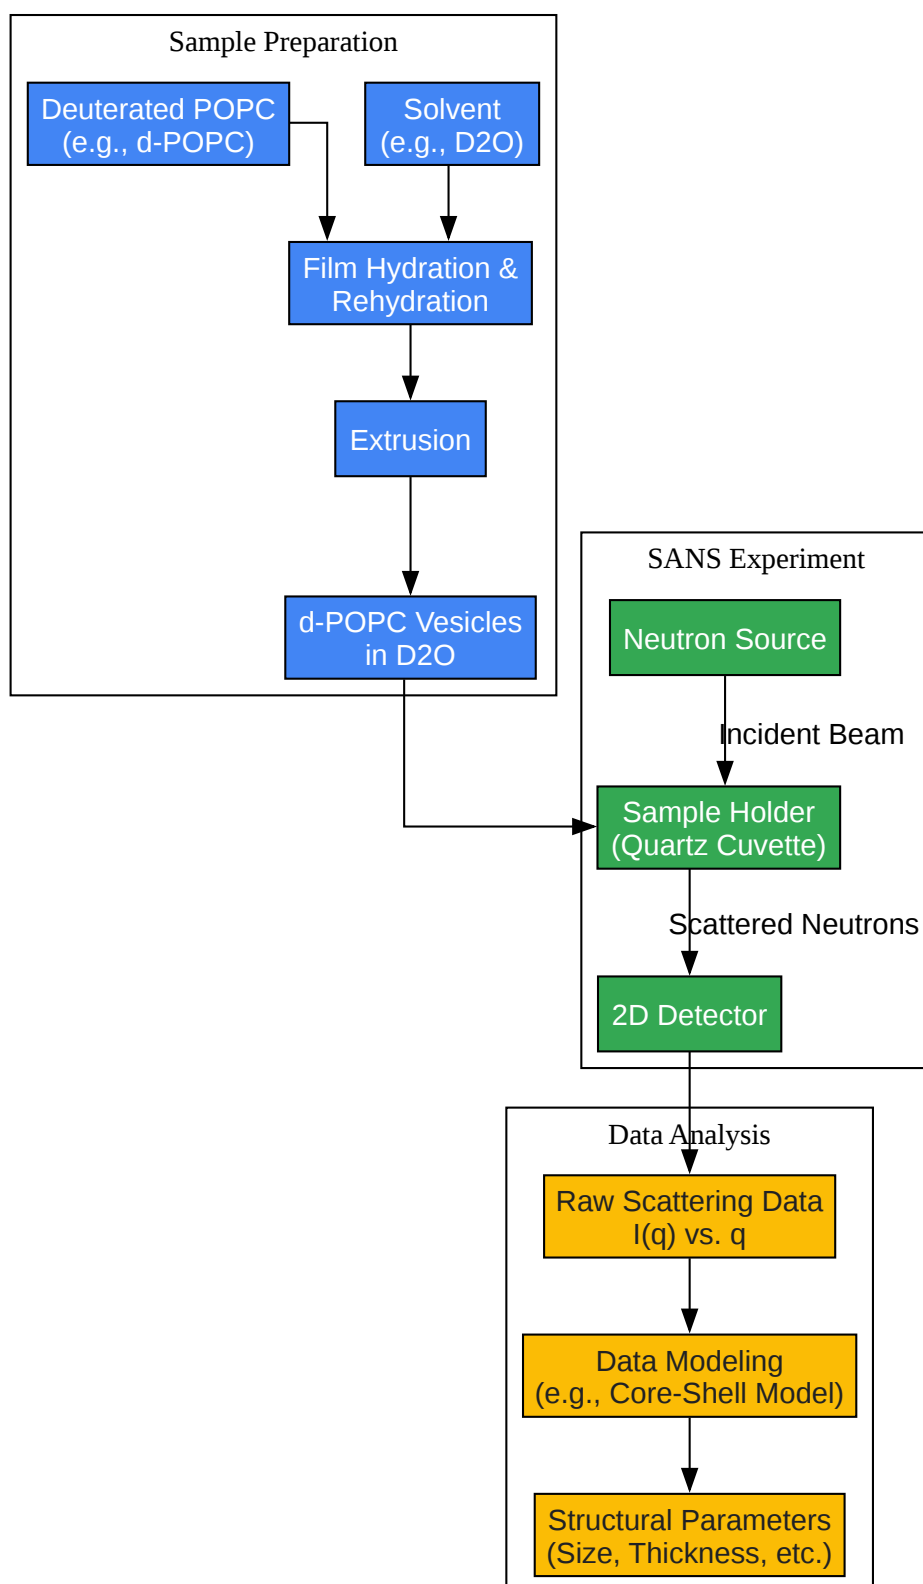 Sample Preparation
Deuterated POPC
(e.g., d-POPC)
Solvent
(e.g., D2O)
Film Hydration &
Rehydration
Extrusion
d-POPC Vesicles
in D2O
SANS Experiment
Neutron Source
Incident Beam
Sample Holder
(Quartz Cuvette)
Scattered Neutrons
2D Detector
Data Analysis
Raw Scattering Data
I(q) vs. q
Data Modeling
(e.g., Core-Shell Model)
Structural Parameters
(Size, Thickness, etc.)